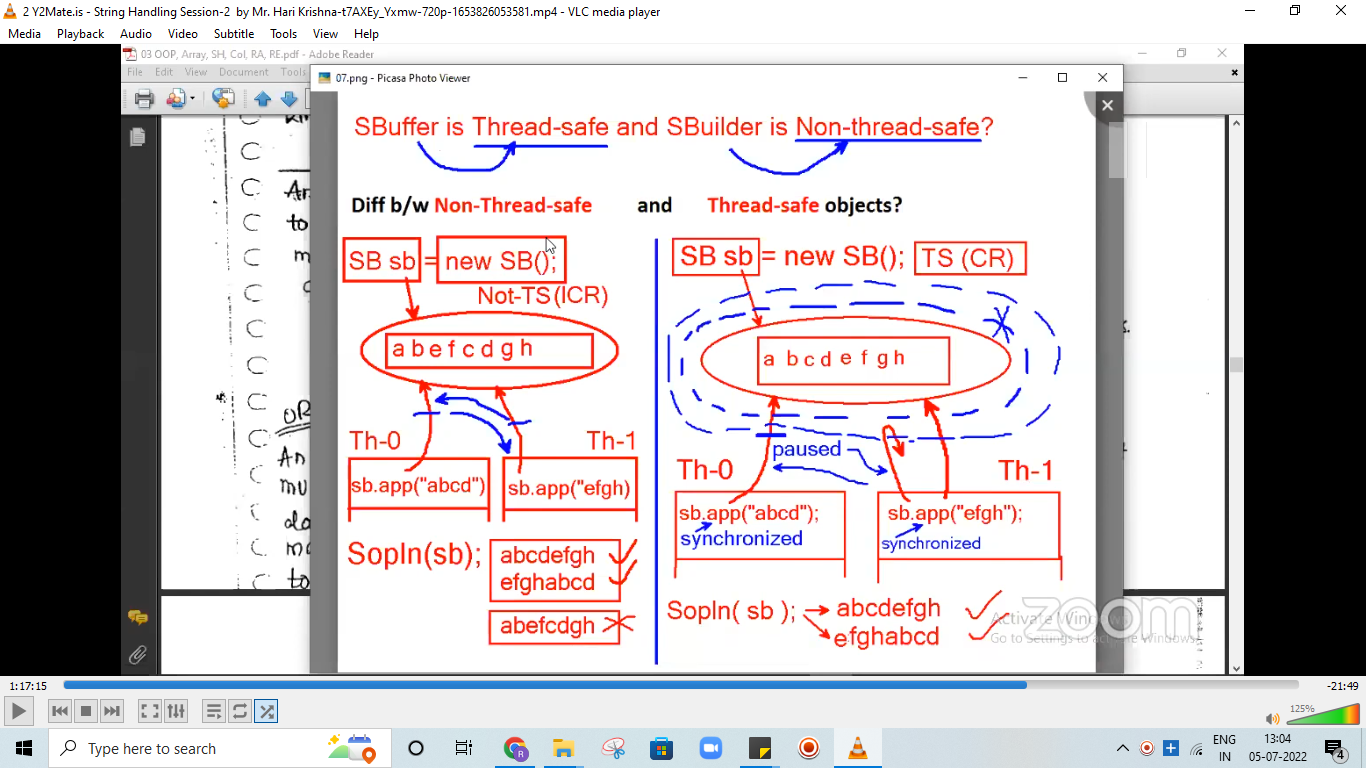 2 Y2Mate.is - String Handling Session-2 by Mr. Hari Krishna-t7AXEy_Yxmw-720p-1653826053581.mp4 - VLC media player
Media Playback Audio Video Subtitle Tools View Help
03 OOP, Array, SH, Col, RA, RE.pdf - Adobe Reader
File Edit View Document Tools
07.png - Picasa Photo Viewer
SBuffer is Thread-safe and SBuilder is Non-thread-safe?
Diff b/w Non-Thread-safe and Thread-safe objects?
SB sb = new SB();
Not-TS(ICR)
a b e f c d g h
Th-0 Th-1
sb.app("abcd") sb.app("efgh)
Sopln(sb);
abcdefgh
efghabcd
abefcdgh
SB sb = new SB(); TS (CR)
a b c d e f g h
paused
Th-0 Th-1
sb.app("abcd"); sb.app("efgh");
synchronized synchronized
Sopln( sb ); abcdefgh
efghabcd
An
to
OR
An
mu
to
zoom
Activate Windows
Go to Settings to activate Windows.
1:17:15 -21:49
125%
Type here to search
R
ENG
IN
13:04
05-07-2022
4